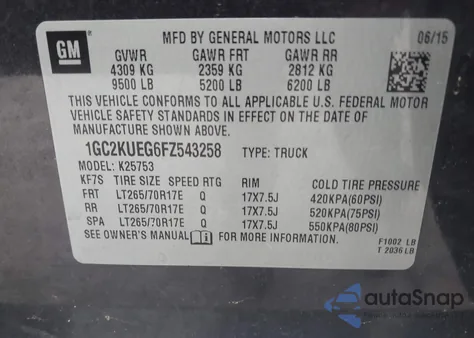 GM
MFD BY GENERAL MOTORS LLC 06/15
GVWR GAWR FRT GAWR RR
4309 KG 2359 KG 2812 KG
9500 LB 5200 LB 6200 LB
THIS VEHICLE CONFORMS TO ALL APPLICABLE U.S. FEDERAL MOTOR
VEHICLE SAFETY STANDARDS IN EFFECT ON THE DATE OF
MANUFACTURE SHOWN ABOVE.
1GC2KUEG6FZ543258 TYPE: TRUCK
MODEL: K25753
KF7S TIRE SIZE SPEED RTG RIM COLD TIRE PRESSURE
FRT LT265/70R17E Q 17X7.5J 420KPA(60PSI)
RR LT265/70R17E Q 17X7.5J 520KPA(75PSI)
SPA LT265/70R17E Q 17X7.5J 550KPA(80PSI)
SEE OWNER'S MANUAL FOR MORE INFORMATION.
F1002 LB
T 2036 LB
autoSnap